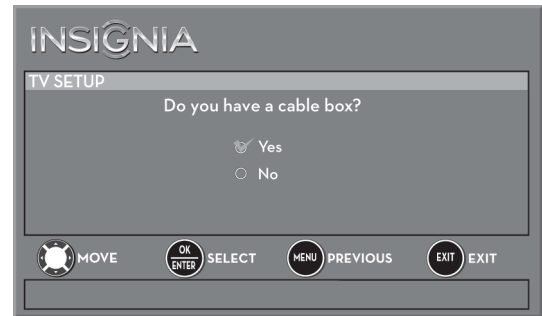 INSIGNIA
TV SETUP
Do you have a cable box?
Yes
No
MOVE OK ENTER SELECT MENU PREVIOUS EXIT EXIT